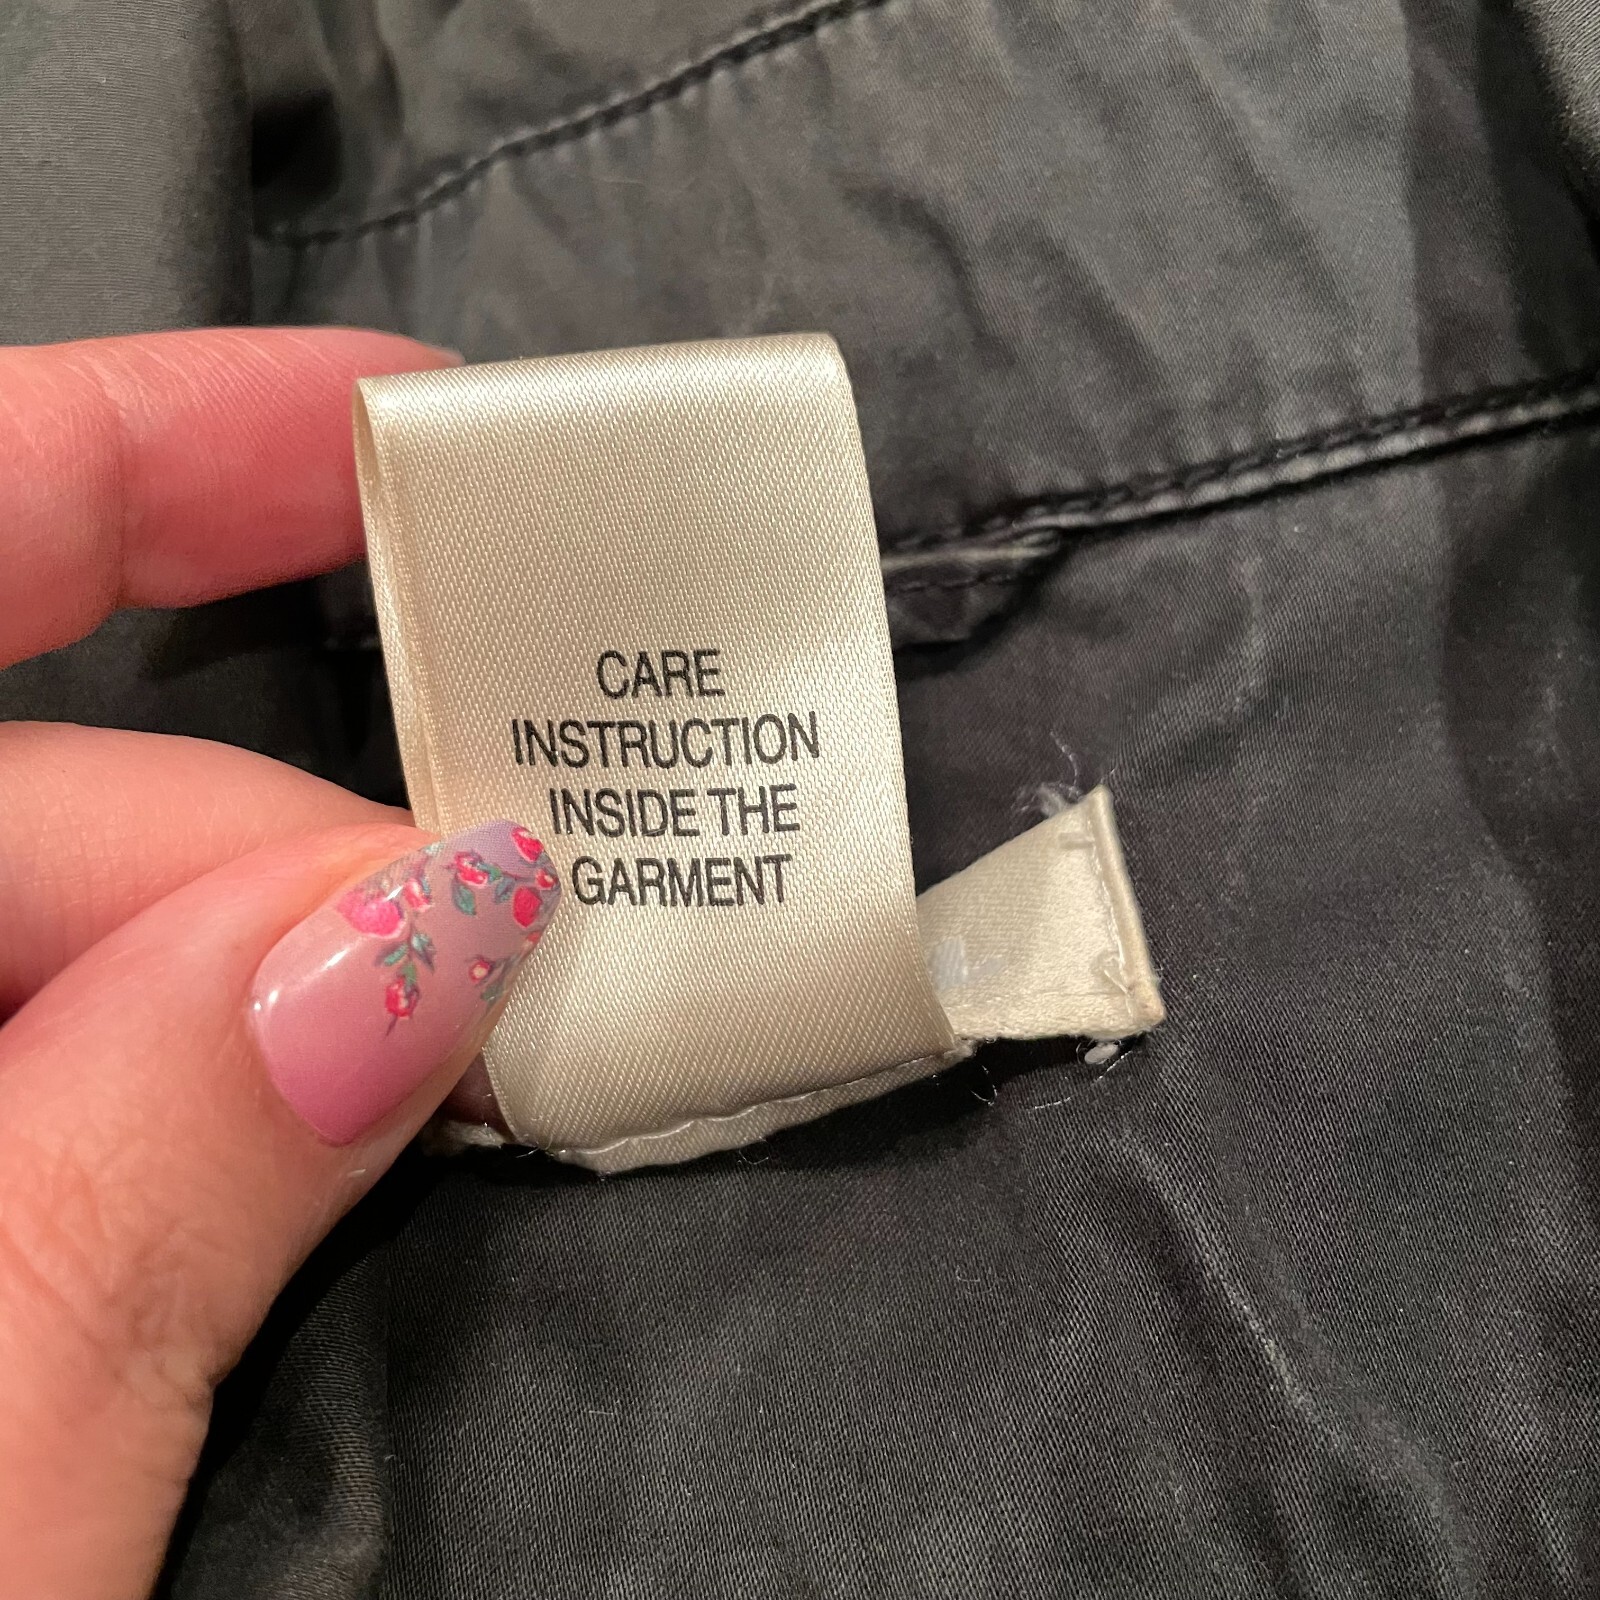 CARE
INSTRUCTION
INSIDE THE
GARMENT